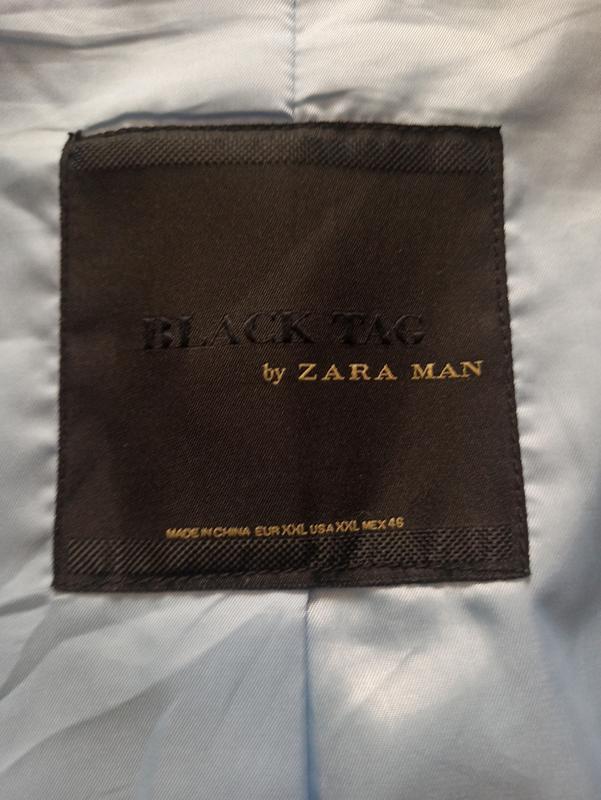 BLACK TAG
by ZARA MAN
MADE IN CHINA EUR XXL USA XXL MEX 46